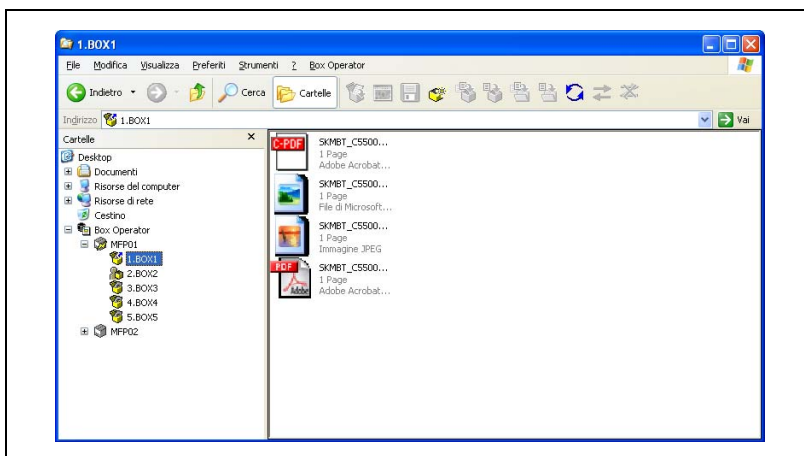 1.BOX1
File Modifica Visualizza Preferiti Strumenti ? Box Operator
Indietro Cerca Cartelle
Indirizzo 1.BOX1 Vai
Cartelle x
Desktop
Documenti
Risorse del computer
Risorse di rete
Cestino
Box Operator
MFP01
1.BOX1
2.BOX2
3.BOX3
4.BOX4
5.BOX5
MFP02
C-PDF
SKMBT_C5500...
1 Page
Adobe Acrobat...
SKMBT_C5500...
1 Page
File di Microsoft...
SKMBT_C5500...
1 Page
Immagine JPEG
PDF
Adobe
SKMBT_C5500...
1 Page
Adobe Acrobat...